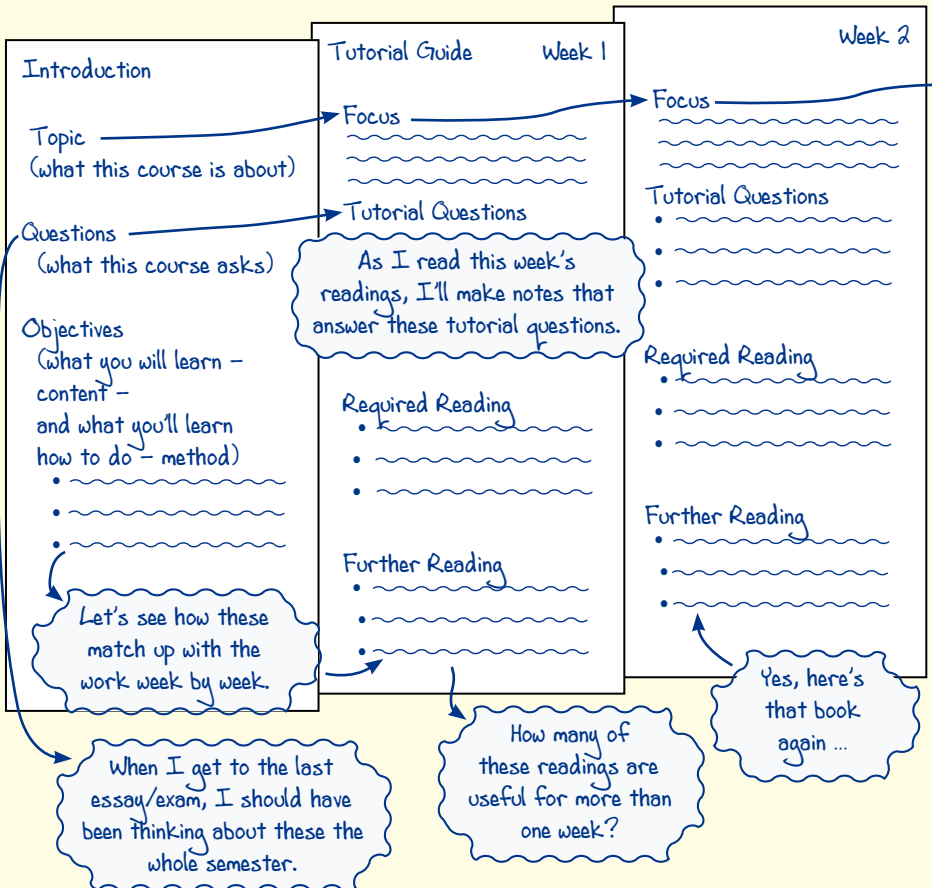 Introduction
Topic
(what this course is about)
Questions
(what this course asks)
Objectives
(what you will learn –
content –
and what you'll learn
how to do – method)
Let's see how these
match up with the
work week by week.
When I get to the last
essay/exam, I should have
been thinking about these the
whole semester.
Tutorial Guide Week 1
Focus
Tutorial Questions
As I read this week's
readings, I'll make notes that
answer these tutorial questions.
Required Reading
Further Reading
How many of
these readings are
useful for more than
one week?
Week 2
Focus
Tutorial Questions
Required Reading
Further Reading
Yes, here's
that book
again ...